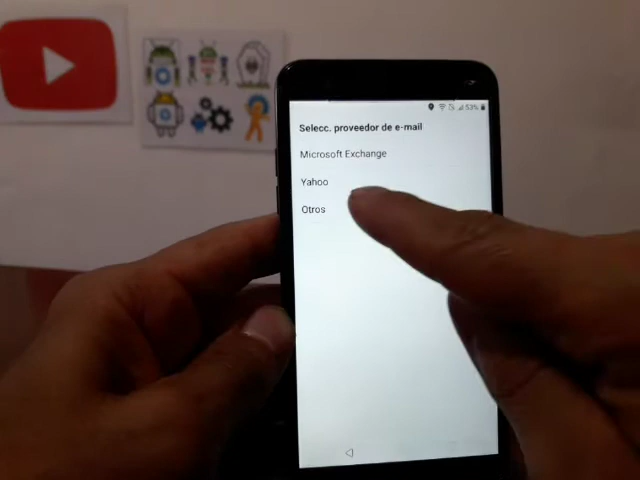 53%
Selecc. proveedor de e-mail
Microsoft Exchange
Yahoo
Otros